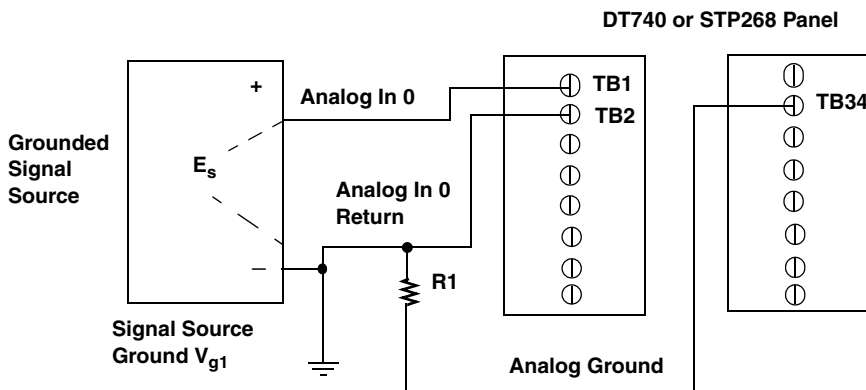 DT740 or STP268 Panel
+
Analog In 0
TB1
TB2
TB34
Grounded
Signal
Source
Es
Analog In 0
Return
–
R1
Signal Source
Ground Vg1
Analog Ground